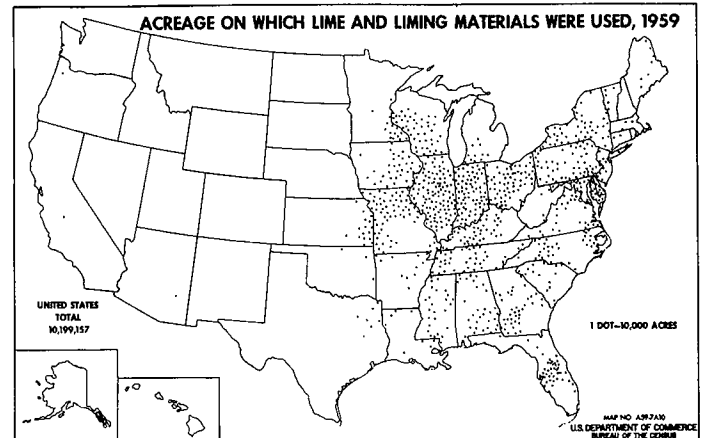 ACREAGE ON WHICH LIME AND LIMING MATERIALS WERE USED, 1959
UNITED STATES
TOTAL
10,199,157
1 DOT=10,000 ACRES
MAP NO. A59-7A10
U.S. DEPARTMENT OF COMMERCE
BUREAU OF THE CENSUS